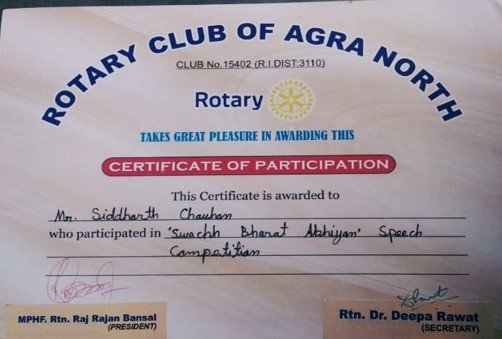 ROTARY CLUB OF AGRA NORTH
CLUB No.15402 (R.I.DIST:3110)
Rotary
TAKES GREAT PLEASURE IN AWARDING THIS
CERTIFICATE OF PARTICIPATION
This Certificate is awarded to
Mr. Siddharth Chauhan
who participated in 'Swachh Bharat Abhiyan' Speech
Competition
MPHF. Rtn. Raj Rajan Bansal
(PRESIDENT)
Rtn. Dr. Deepa Rawat
(SECRETARY)